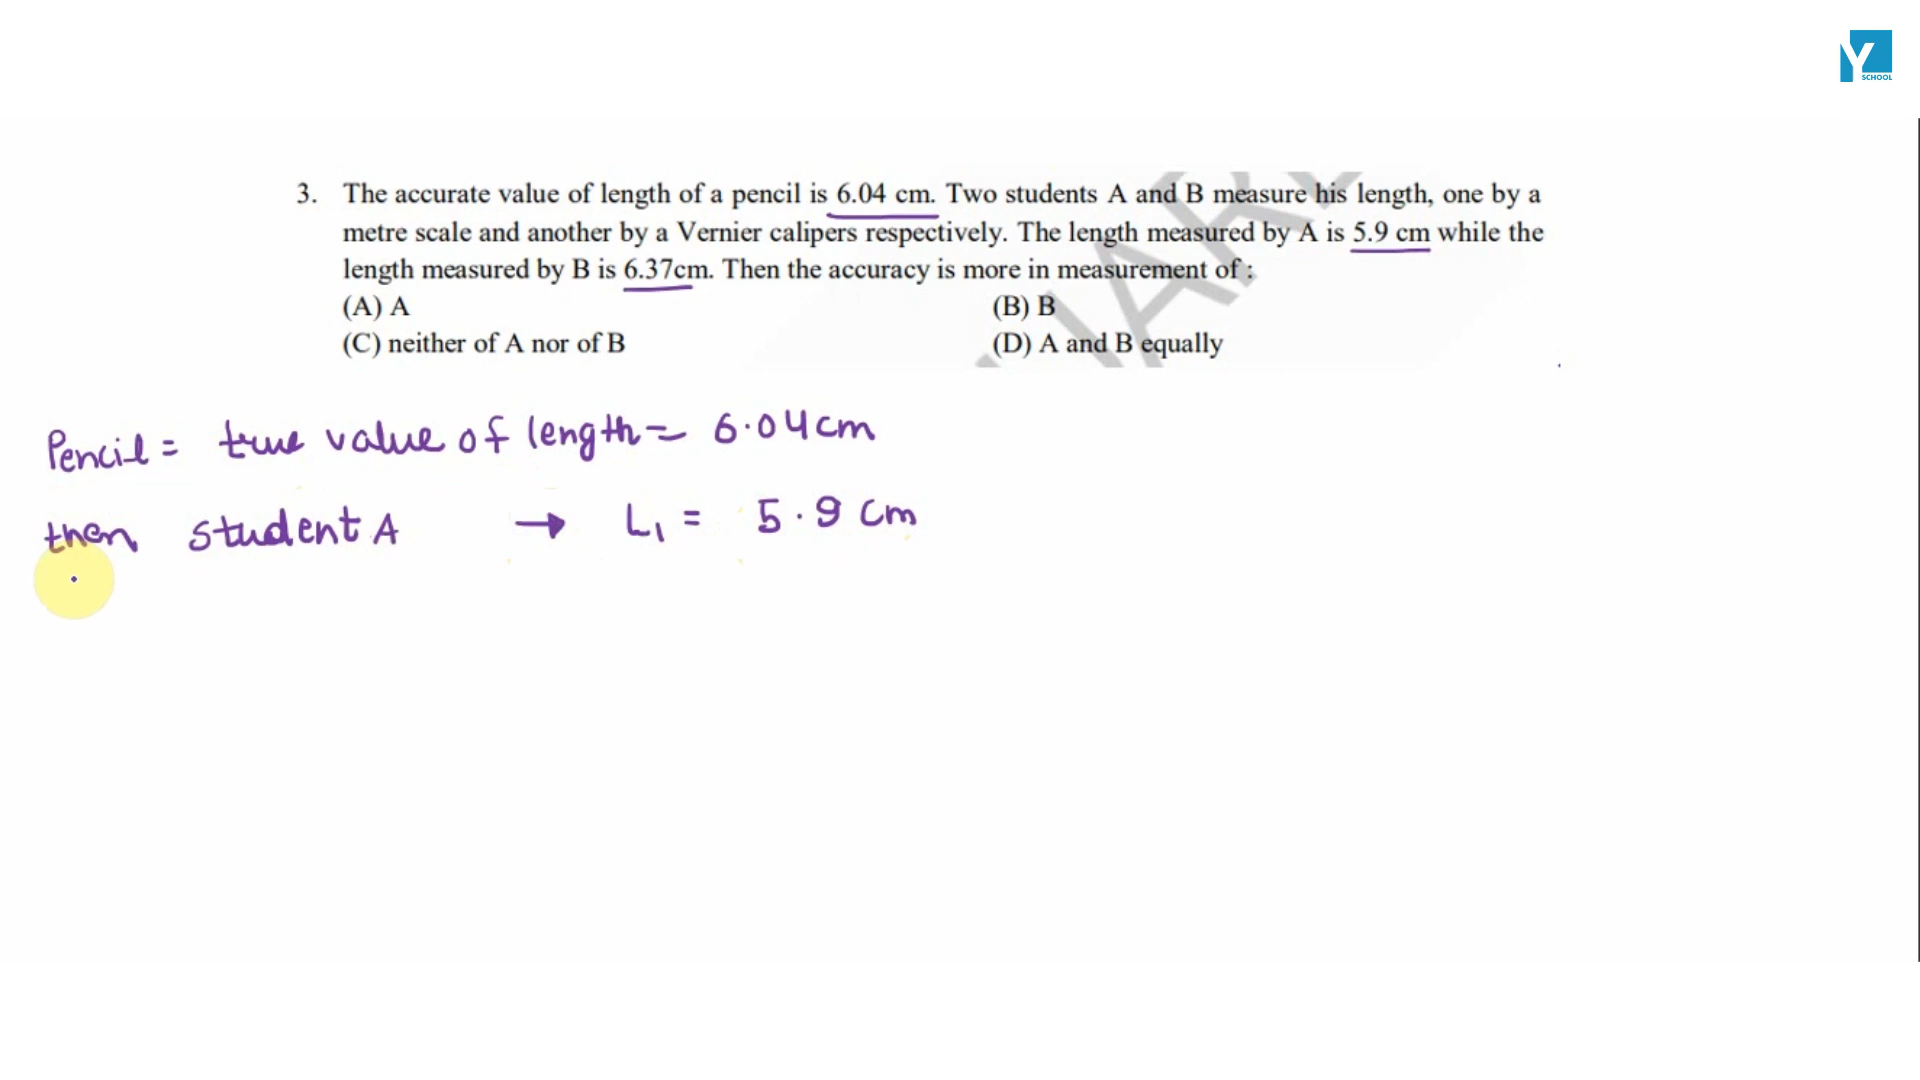 Y
SCHOOL
3. The accurate value of length of a pencil is 6.04 cm. Two students A and B measure his length, one by a
metre scale and another by a Vernier calipers respectively. The length measured by A is 5.9 cm while the
length measured by B is 6.37cm. Then the accuracy is more in measurement of :
(A) A (B) B
(C) neither of A nor of B (D) A and B equally
Pencil = true value of length = 6.04cm
then student A → L₁ = 5.9 cm